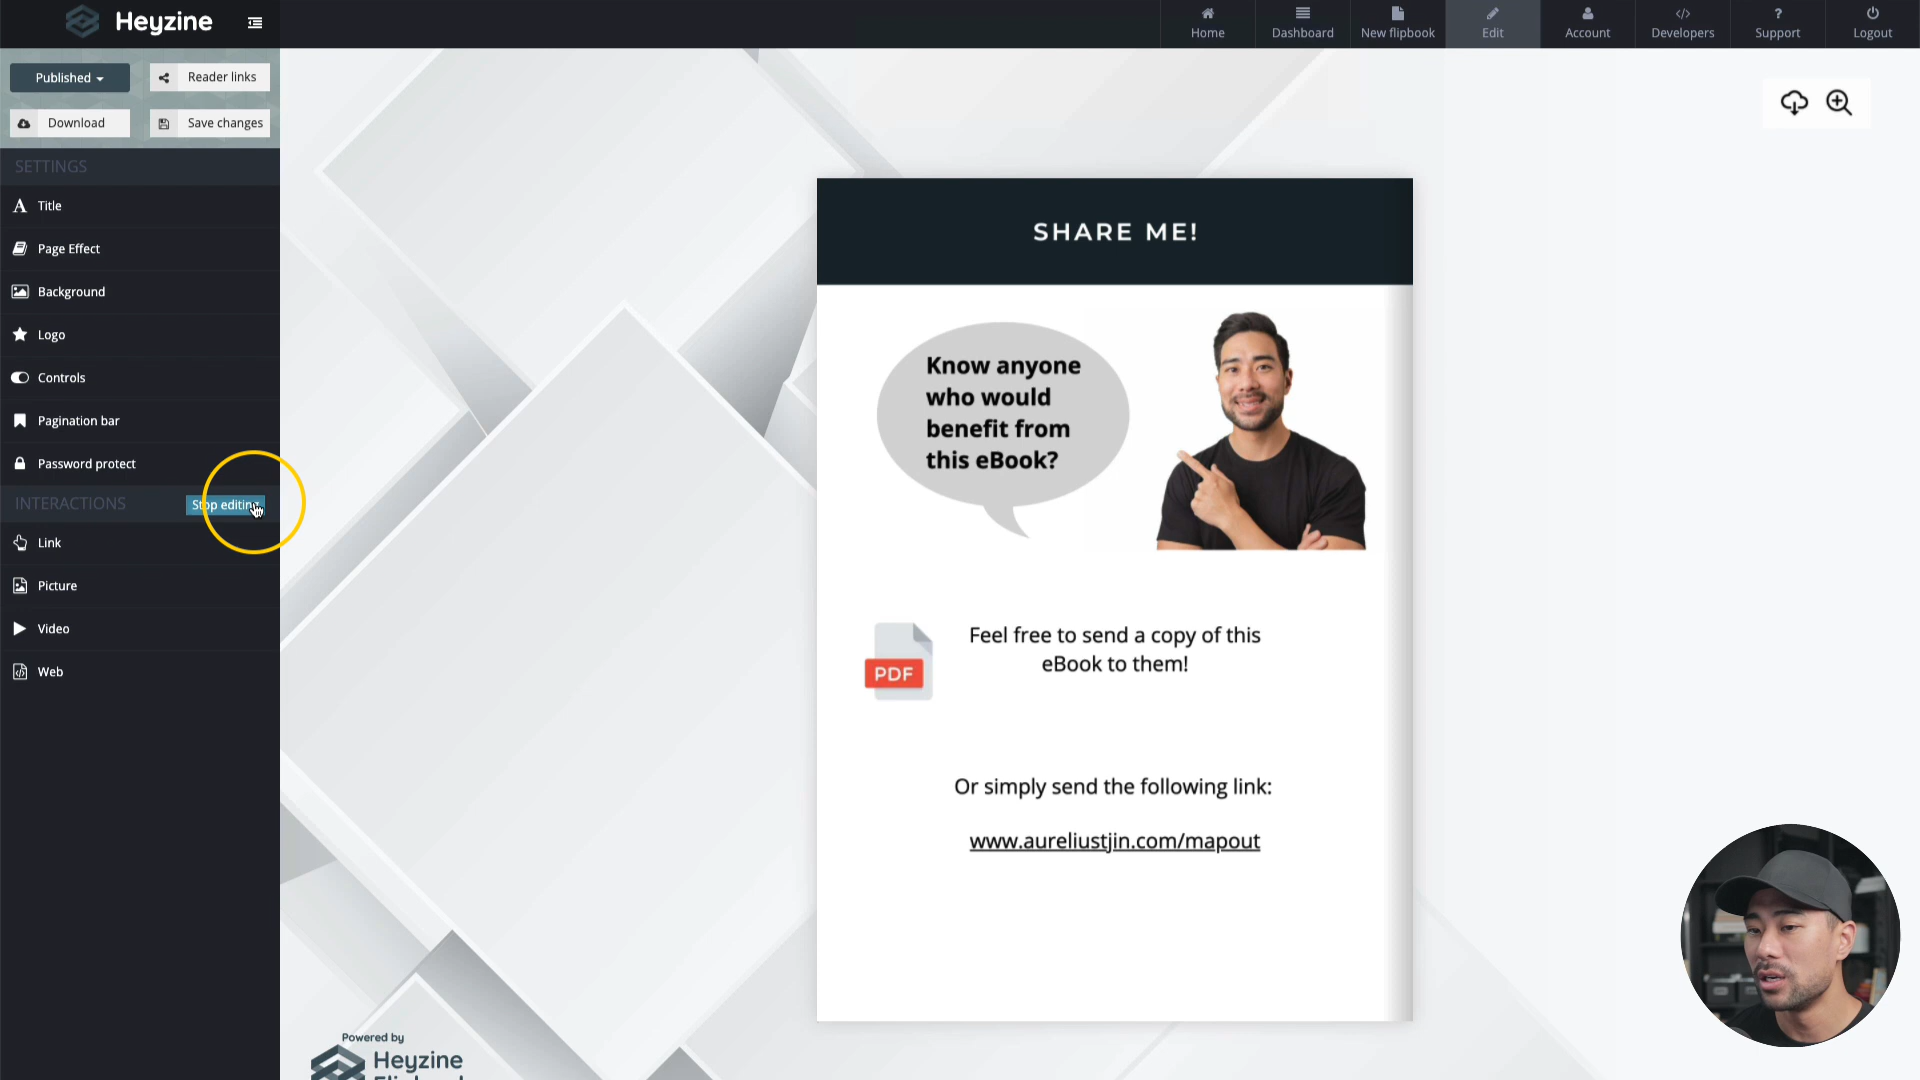 Heyzine
Home
Dashboard
New flipbook
Edit
Account
Developers
Support
Logout
Published
Reader links
Download
Save changes
SETTINGS
Title
Page Effect
Background
Logo
Controls
Pagination bar
Password protect
INTERACTIONS
Stop editing
Link
Picture
Video
Web
SHARE ME!
Know anyone
who would
benefit from
this eBook?
PDF
Feel free to send a copy of this
eBook to them!
Or simply send the following link:
www.aureliustjin.com/mapout
Powered by
Heyzine